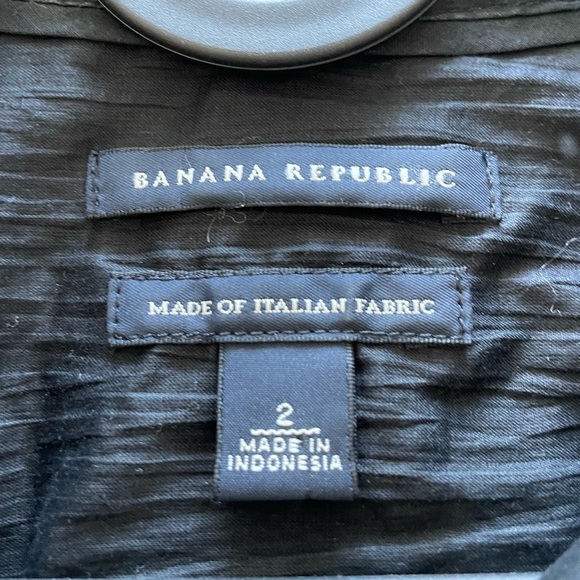 BANANA REPUBLIC
MADE OF ITALIAN FABRIC
2
MADE IN
INDONESIA